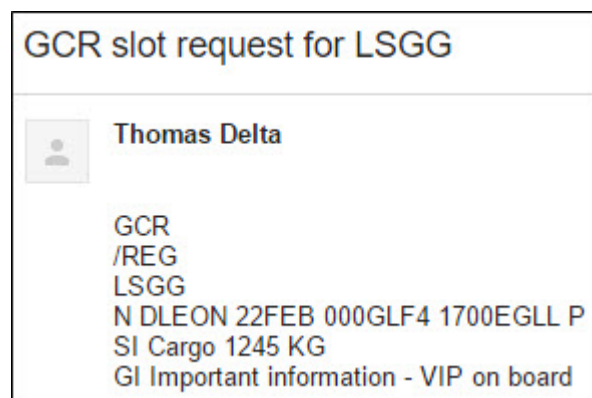 GCR slot request for LSGG
Thomas Delta
GCR
/REG
LSGG
N DLEON 22FEB 000GLF4 1700EGLL P
SI Cargo 1245 KG
GI Important information - VIP on board